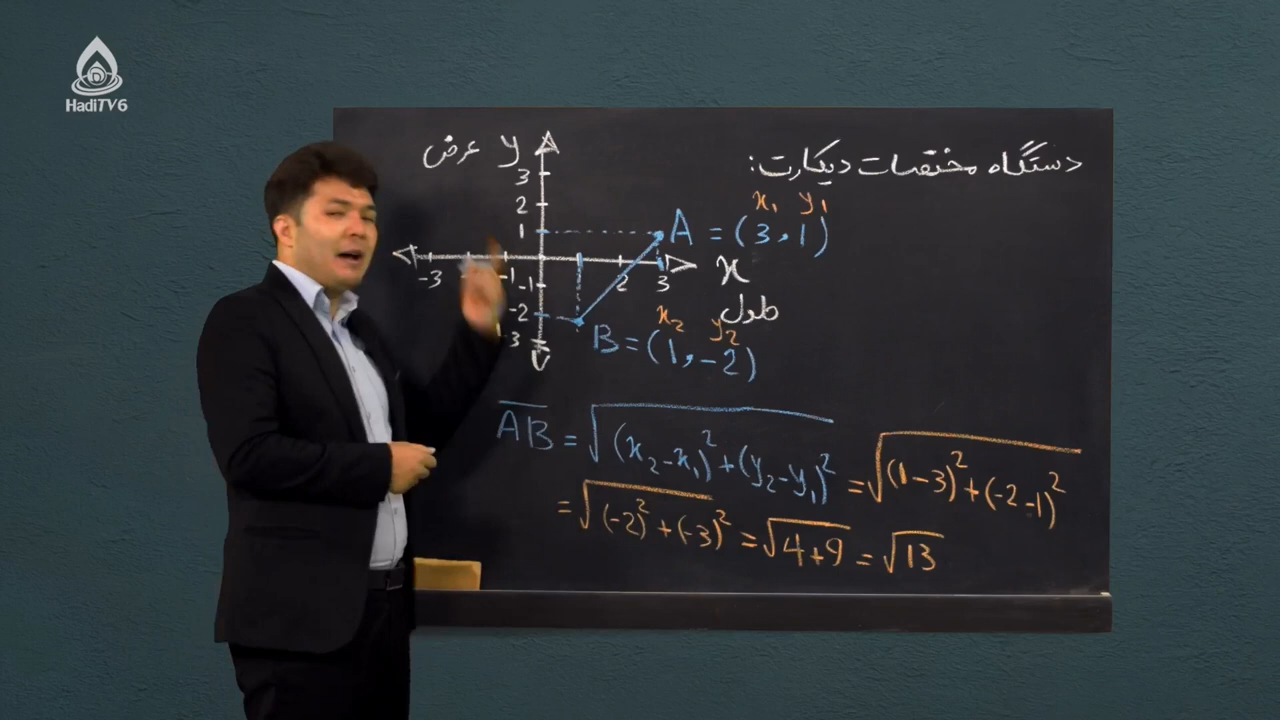 HadiTV6
دستگاه مختصات دیکارت:
y عرض
3
2
1
-3 -1 2 3
-1
-2
3
x
طول
x₁ y₁
A = (3,1)
x₂ y₂
B = (1,-2)
AB̅ = √((x₂-x₁)²+(y₂-y₁)²) = √((1-3)²+(-2-1)²)
= √((-2)²+(-3)²) = √(4+9) = √13